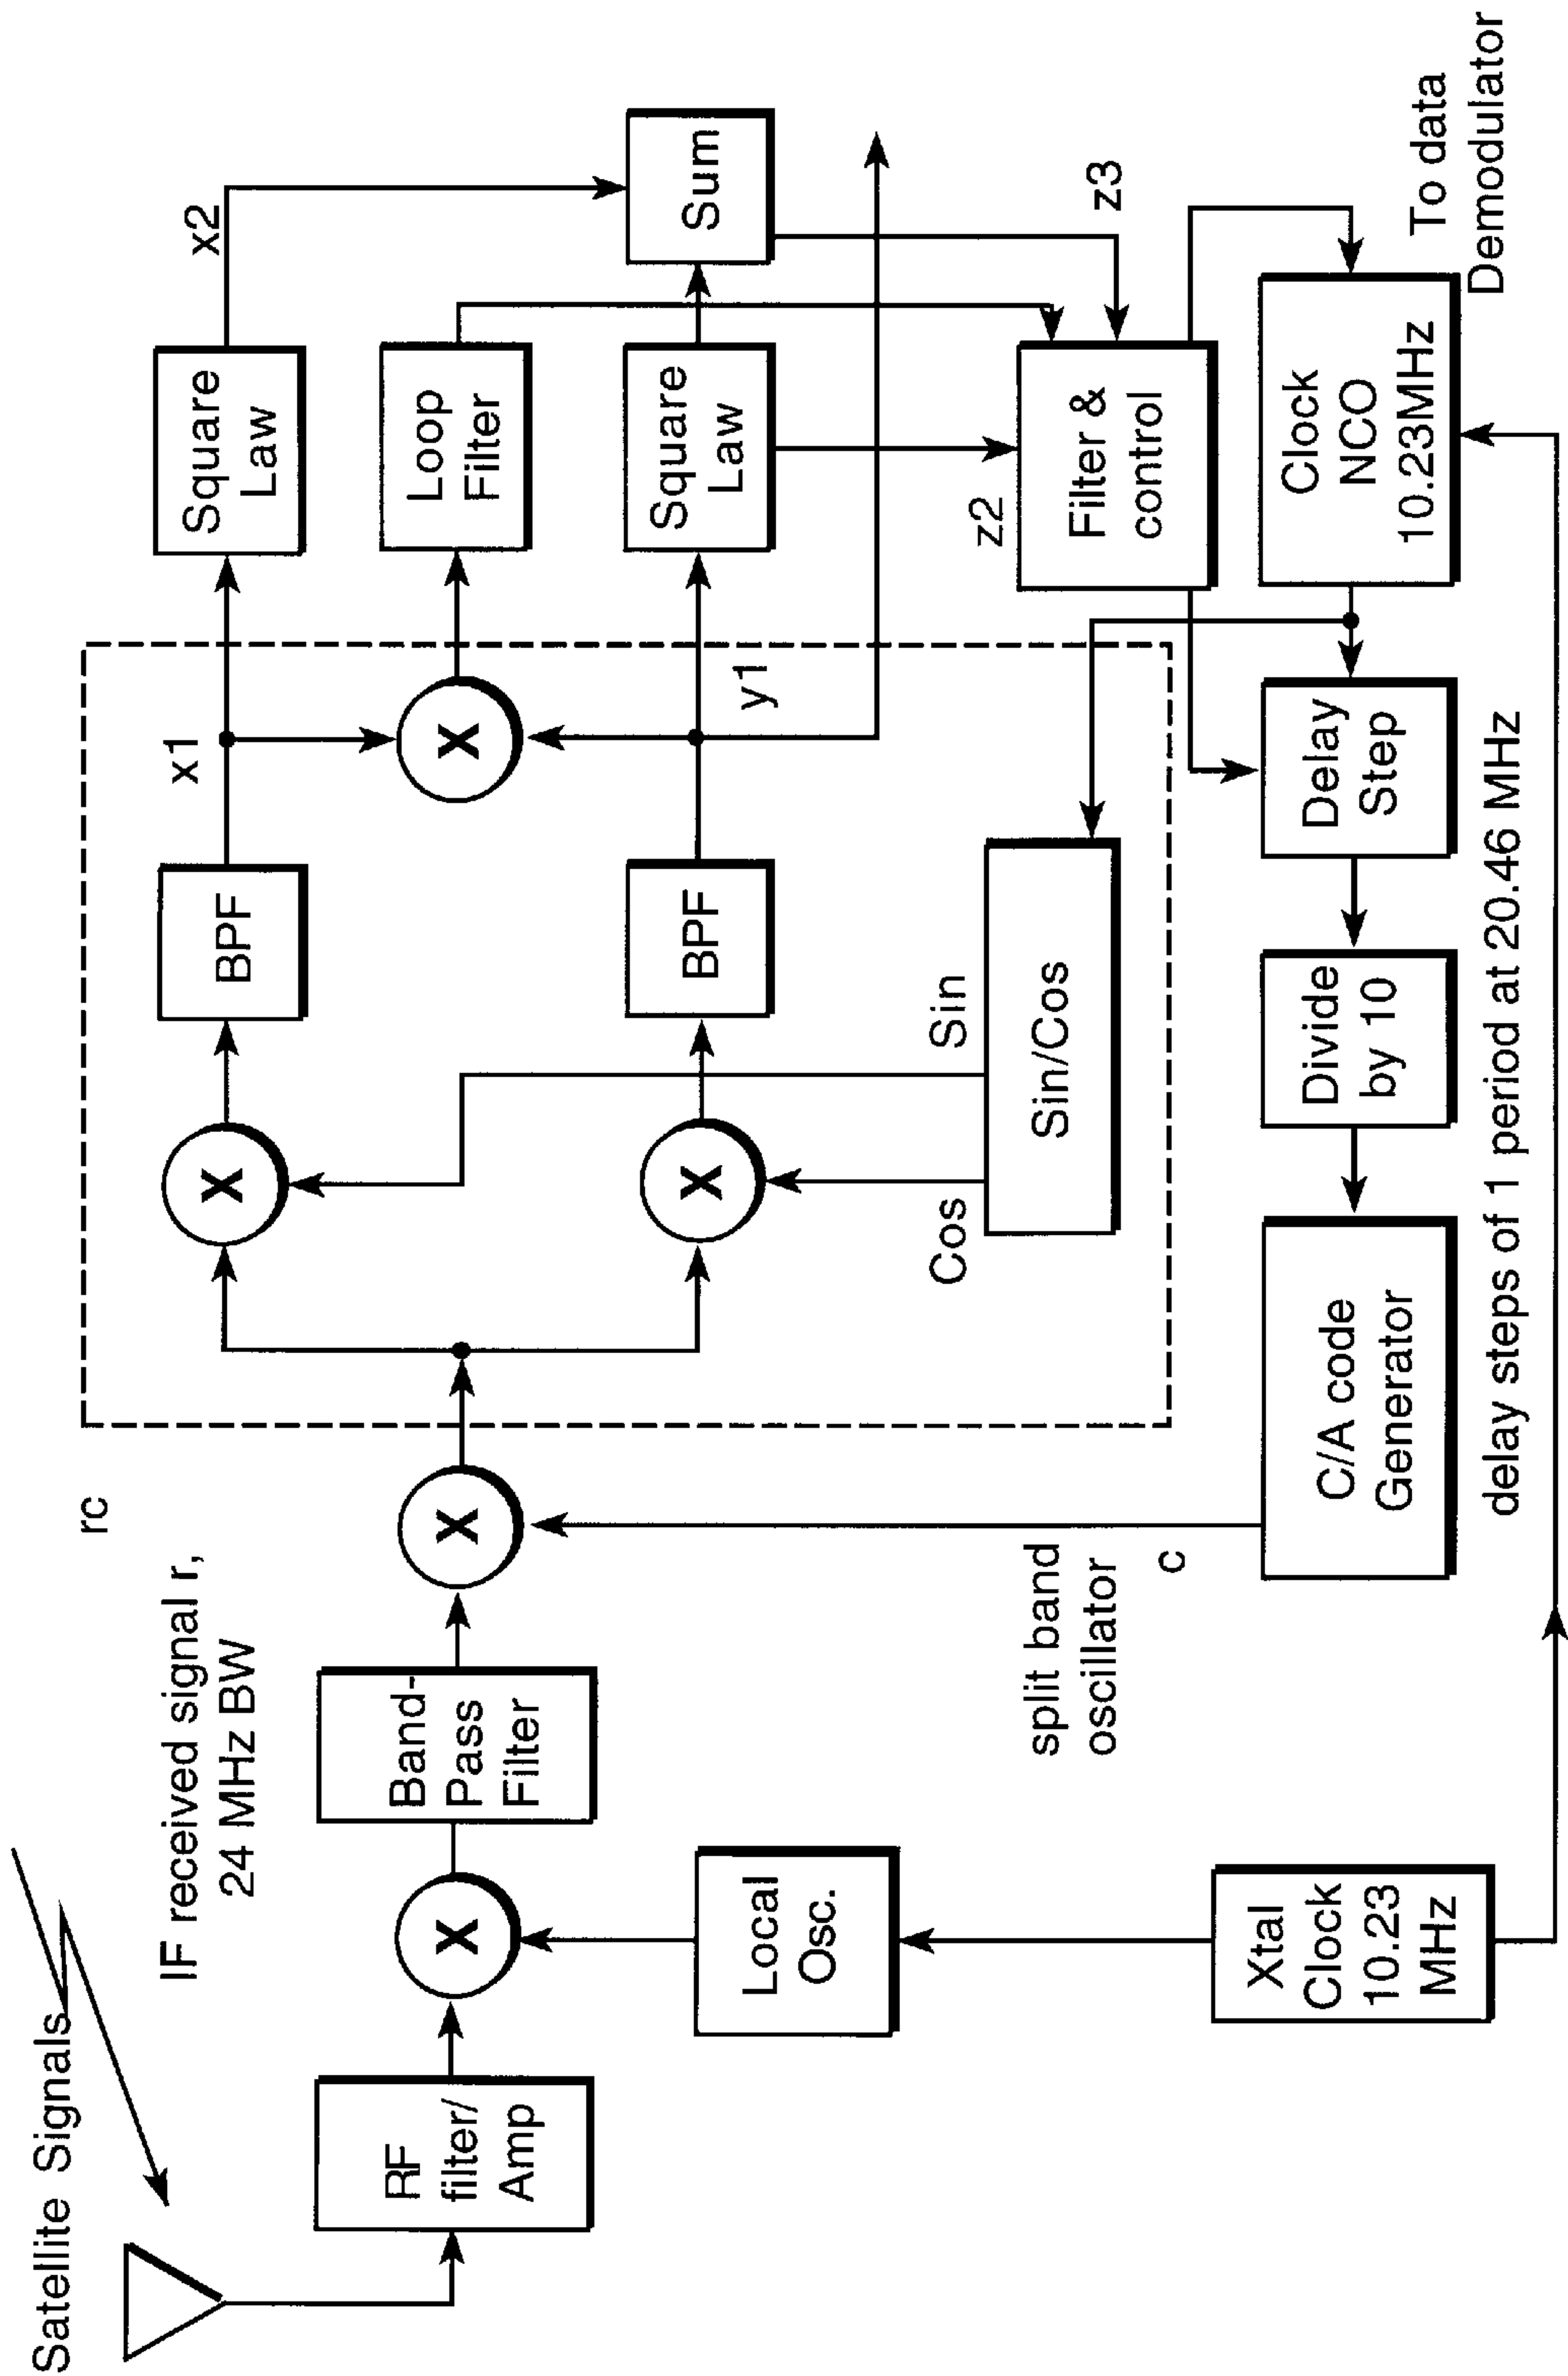 Satellite Signals
RF
filter/
Amp
IF received signal r,
24 MHz BW
X
Local
Osc.
Xtal
Clock
10.23
MHz
Band-
Pass
Filter
rc
X
split band
oscillator
c
C/A code
Generator
X
X
Cos
Sin
Sin/Cos
BPF
BPF
Divide
by 10
Delay
Step
delay steps of 1 period at 20.46 MHz
x1
X
y1
Square
Law
Loop
Filter
Square
Law
z2
Filter &
control
Clock
NCO
10.23MHz
x2
Sum
z3
To data
Demodulator